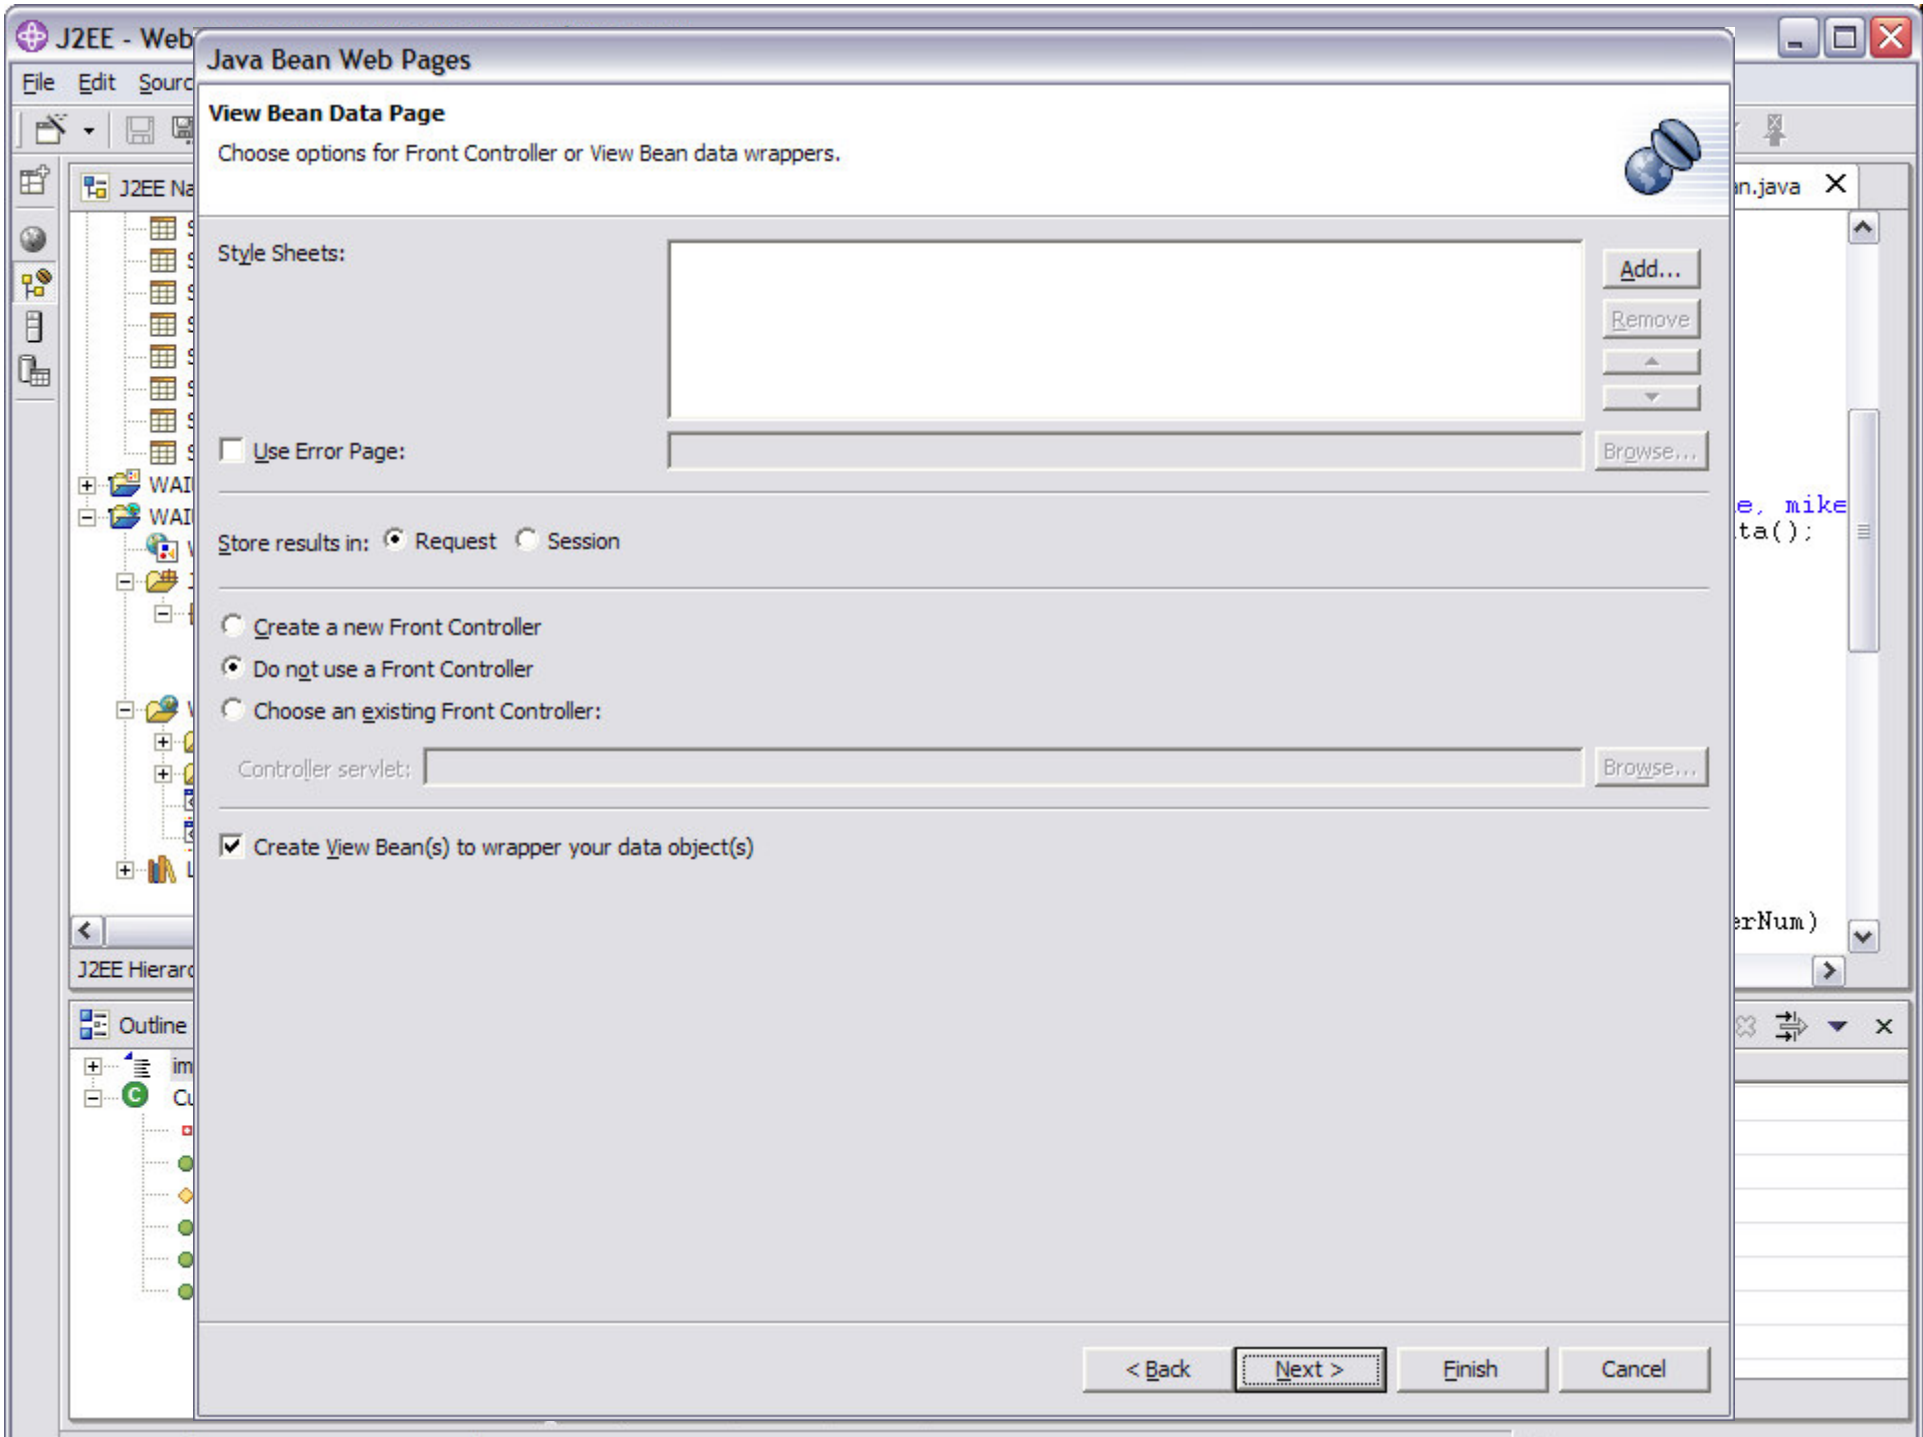 J2EE - Web
Java Bean Web Pages
File Edit Sourc
View Bean Data Page
Choose options for Front Controller or View Bean data wrappers.
J2EE Na
an.java
Style Sheets:
Add...
Remove
Use Error Page:
Browse...
WAI
e, mike
WAI
ta();
Store results in: Request Session
Create a new Front Controller
Do not use a Front Controller
Choose an existing Front Controller:
Controller servlet:
Browse...
Create View Bean(s) to wrapper your data object(s)
erNum)
J2EE Hierarc
Outline
im
Cu
< Back Next > Finish Cancel